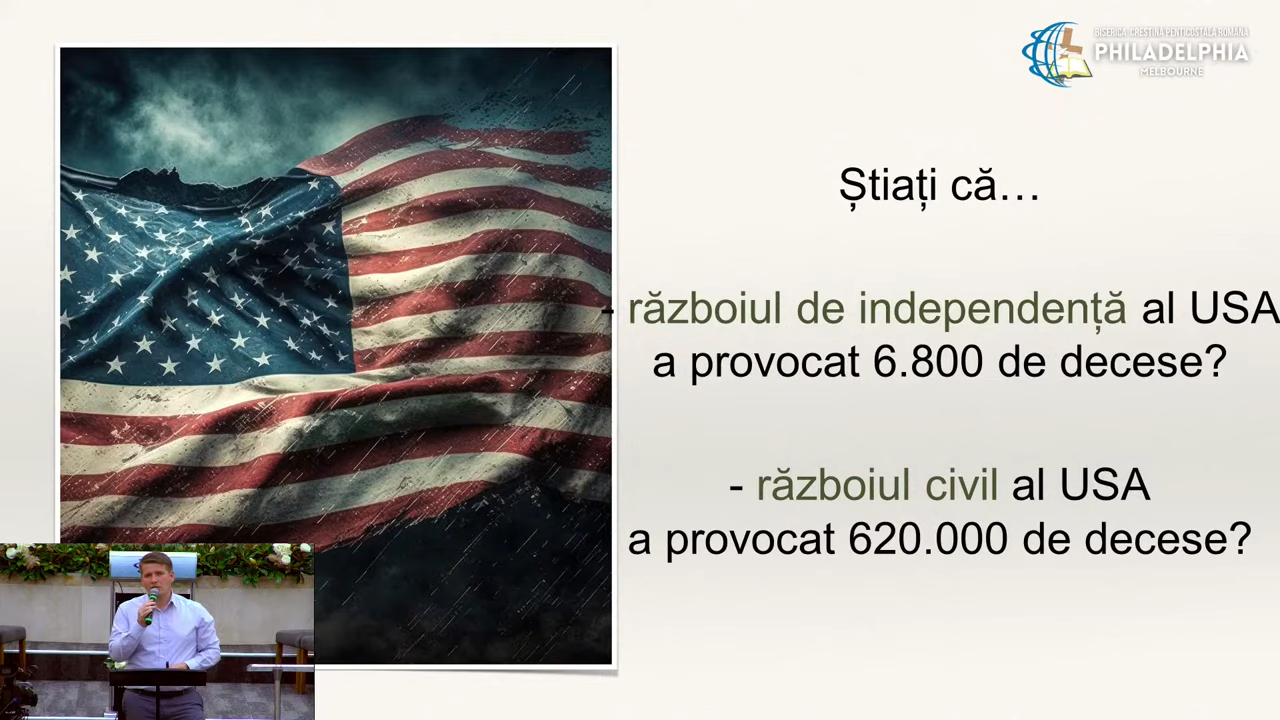 BISERICA CREȘTINĂ PENTICOSTALĂ ROMÂNĂ
PHILADELPHIA
MELBOURNE
Știați că…
- războiul de independență al USA
a provocat 6.800 de decese?
- războiul civil al USA
a provocat 620.000 de decese?